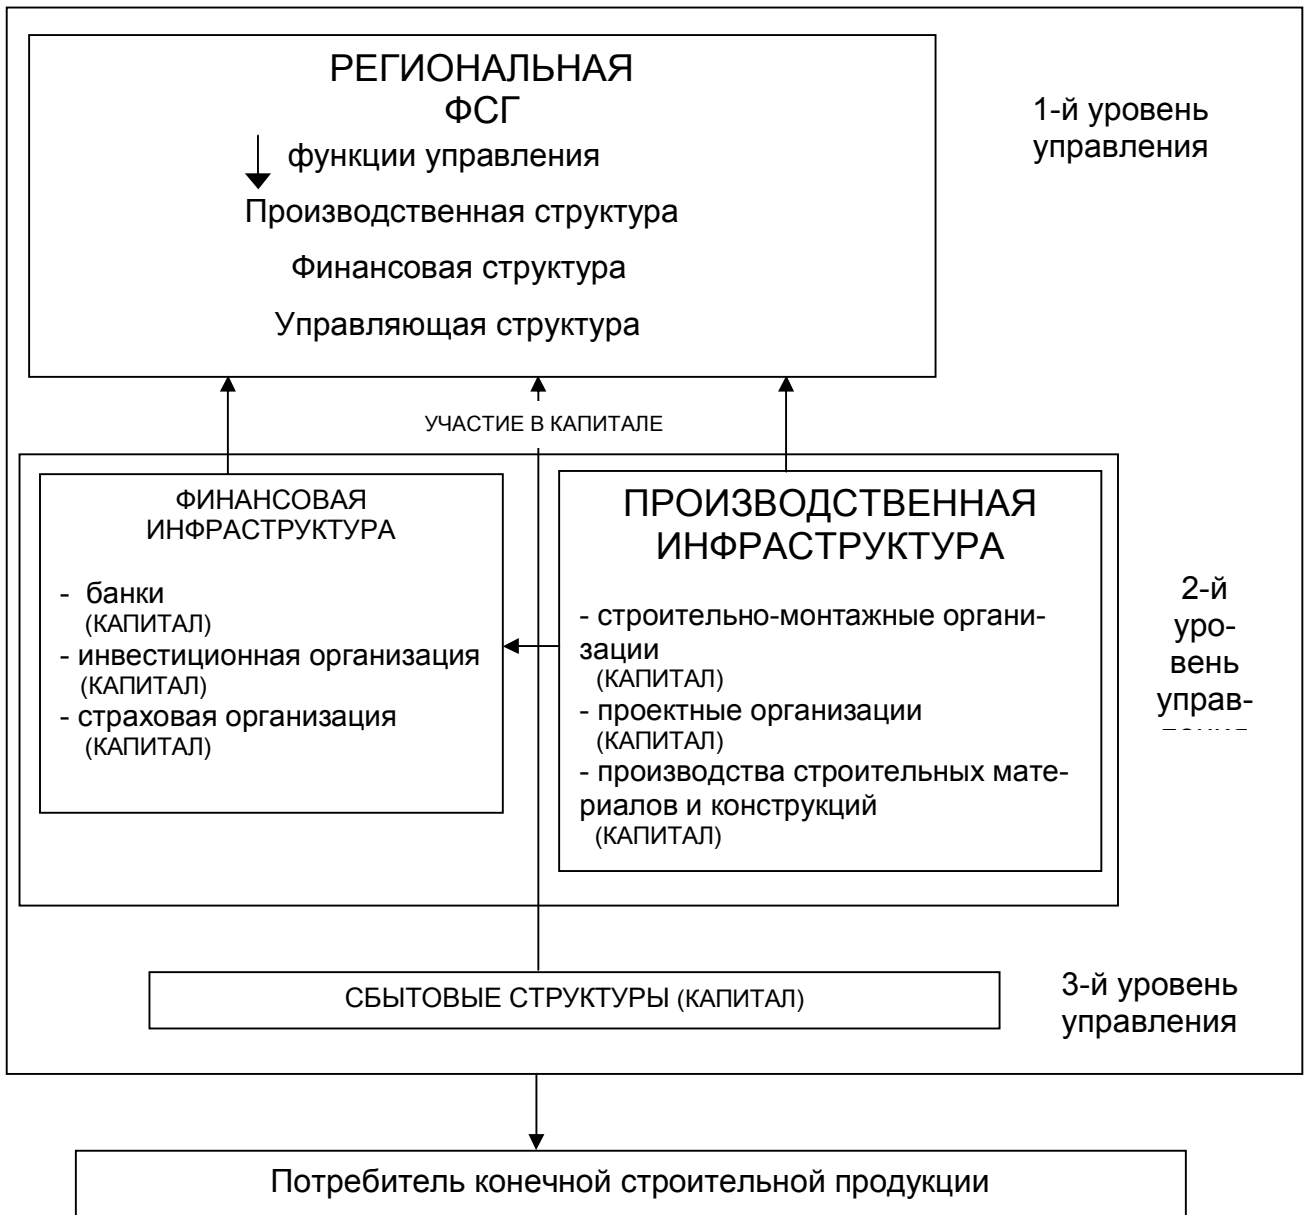 РЕГИОНАЛЬНАЯ
ФСГ
функции управления
Производственная структура
Финансовая структура
Управляющая структура
1-й уровень
управления
УЧАСТИЕ В КАПИТАЛЕ
ФИНАНСОВАЯ
ИНФРАСТРУКТУРА
- банки
(КАПИТАЛ)
- инвестиционная организация
(КАПИТАЛ)
- страховая организация
(КАПИТАЛ)
ПРОИЗВОДСТВЕННАЯ
ИНФРАСТРУКТУРА
- строительно-монтажные органи-
зации
(КАПИТАЛ)
- проектные организации
(КАПИТАЛ)
- производства строительных мате-
риалов и конструкций
(КАПИТАЛ)
2-й
уро-
вень
управ-
СБЫТОВЫЕ СТРУКТУРЫ (КАПИТАЛ)
3-й уровень
управления
Потребитель конечной строительной продукции